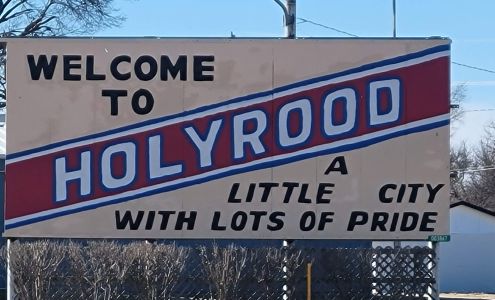 WELCOME
TO
HOLYROOD
A
LITTLE CITY
WITH LOTS OF PRIDE